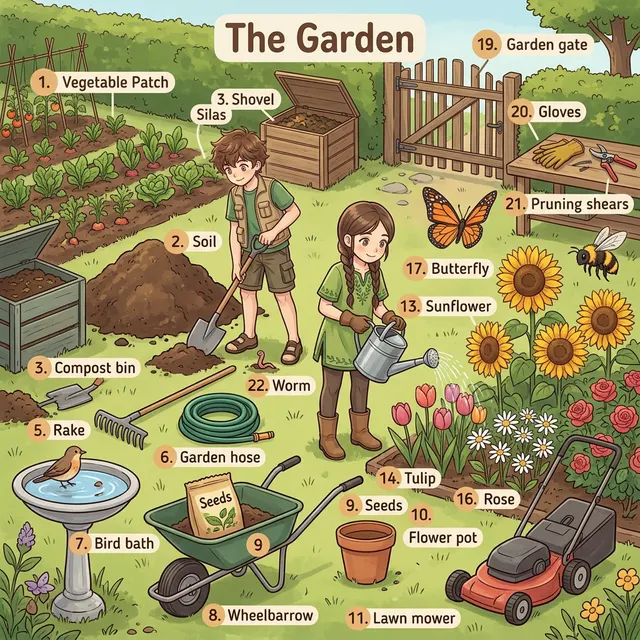 The Garden
19. Garden gate
1. Vegetable Patch
3. Shovel
Silas
20. Gloves
21. Pruning shears
2. Soil
17. Butterfly
13. Sunflower
3. Compost bin
22. Worm
5. Rake
6. Garden hose
14. Tulip
Seeds
9. Seeds
10.
Flower pot
16. Rose
7. Bird bath
9
8. Wheelbarrow
11. Lawn mower